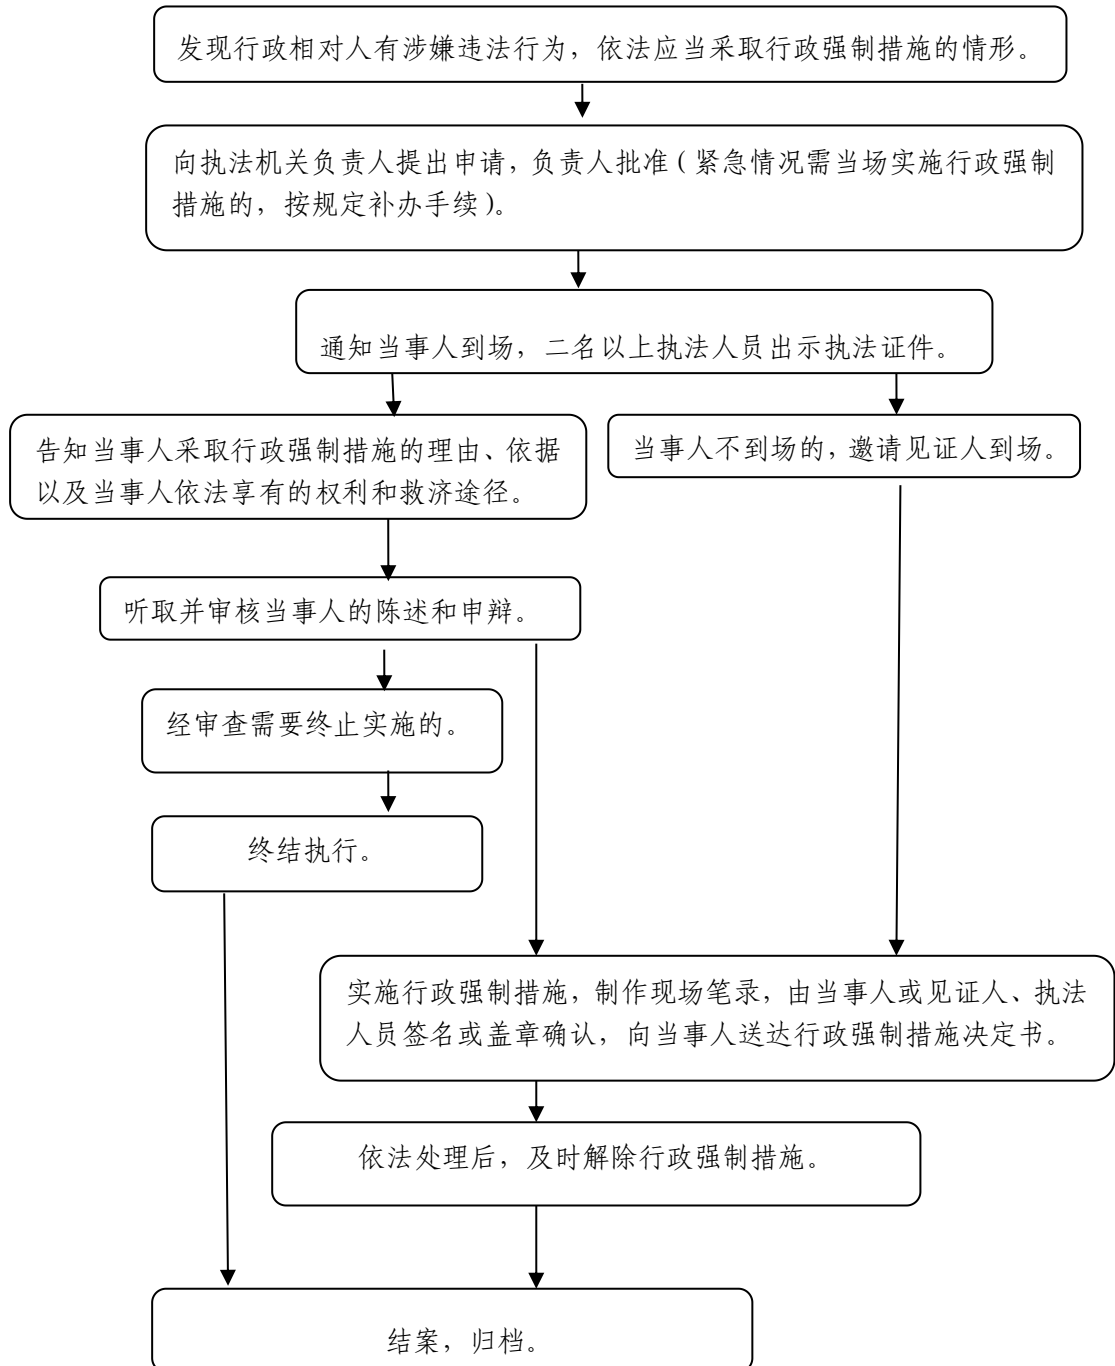 发现行政相对人有涉嫌违法行为，依法应当采取行政强制措施的情形。
向执法机关负责人提出申请，负责人批准（紧急情况需当场实施行政强制
措施的，按规定补办手续）。
通知当事人到场，二名以上执法人员出示执法证件。
告知当事人采取行政强制措施的理由、依据
以及当事人依法享有的权利和救济途径。
当事人不到场的，邀请见证人到场。
听取并审核当事人的陈述和申辩。
经审查需要终止实施的。
终结执行。
实施行政强制措施，制作现场笔录，由当事人或见证人、执法
人员签名或盖章确认，向当事人送达行政强制措施决定书。
依法处理后，及时解除行政强制措施。
结案，归档。